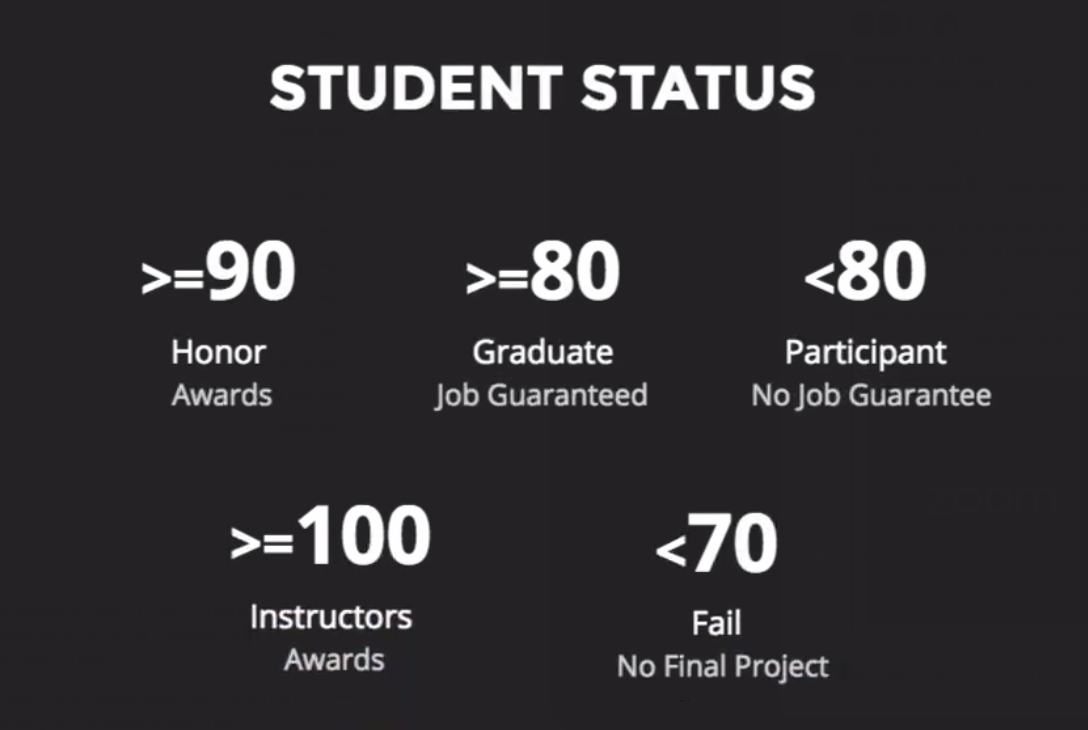 STUDENT STATUS
>=90
Honor
Awards
>=80
Graduate
Job Guaranteed
<80
Participant
No Job Guarantee
>=100
Instructors
Awards
<70
Fail
No Final Project